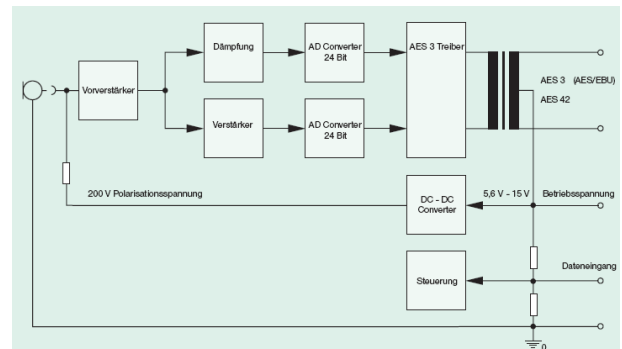 Dämpfung
AD Converter
24 Bit
AES 3 Treiber
AES 3 (AES/EBU)
AES 42
Vorverstärker
Verstärker
AD Converter
24 Bit
200 V Polarisationsspannung
DC - DC
Converter
5,6 V - 15 V
Betriebsspannung
Steuerung
Dateneingang
0